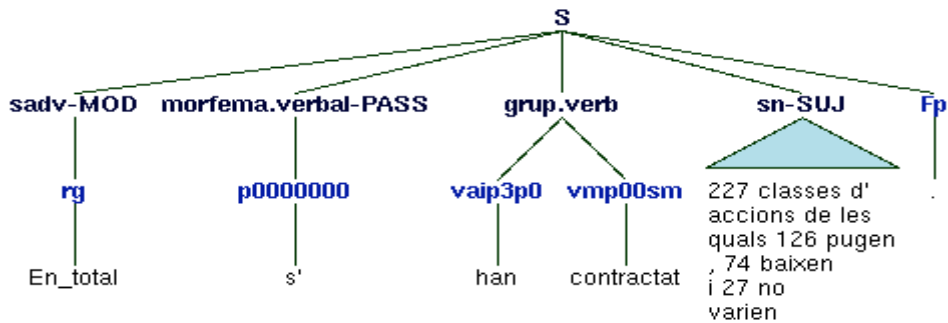 S
sadv-MOD morfema.verbal-PASS grup.verb sn-SUJ Fp
rg p0000000 vaip3p0 vmp00sm 227 classes d' .
accions de les
quals 126 pugen
En_total s' han contractat , 74 baixen
i 27 no
varien